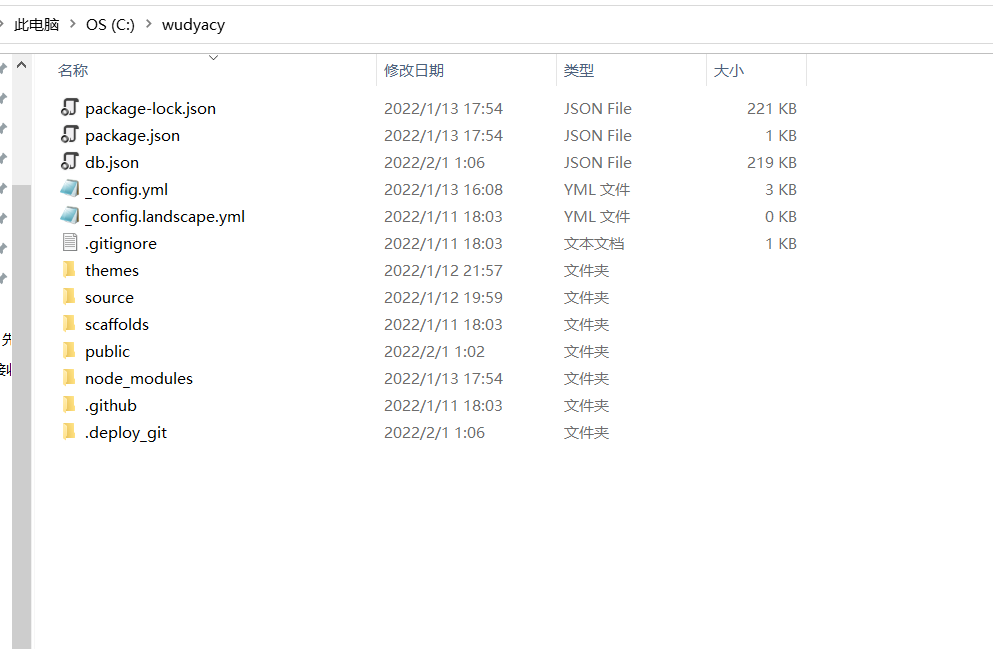 此电脑 > OS (C:) > wudyacy
名称 修改日期 类型 大小
package-lock.json 2022/1/13 17:54 JSON File 221 KB
package.json 2022/1/13 17:54 JSON File 1 KB
db.json 2022/2/1 1:06 JSON File 219 KB
_config.yml 2022/1/13 16:08 YML 文件 3 KB
_config.landscape.yml 2022/1/11 18:03 YML 文件 0 KB
.gitignore 2022/1/11 18:03 文本文档 1 KB
themes 2022/1/12 21:57 文件夹
source 2022/1/12 19:59 文件夹
scaffolds 2022/1/11 18:03 文件夹
public 2022/2/1 1:02 文件夹
node_modules 2022/1/13 17:54 文件夹
.github 2022/1/11 18:03 文件夹
.deploy_git 2022/2/1 1:06 文件夹